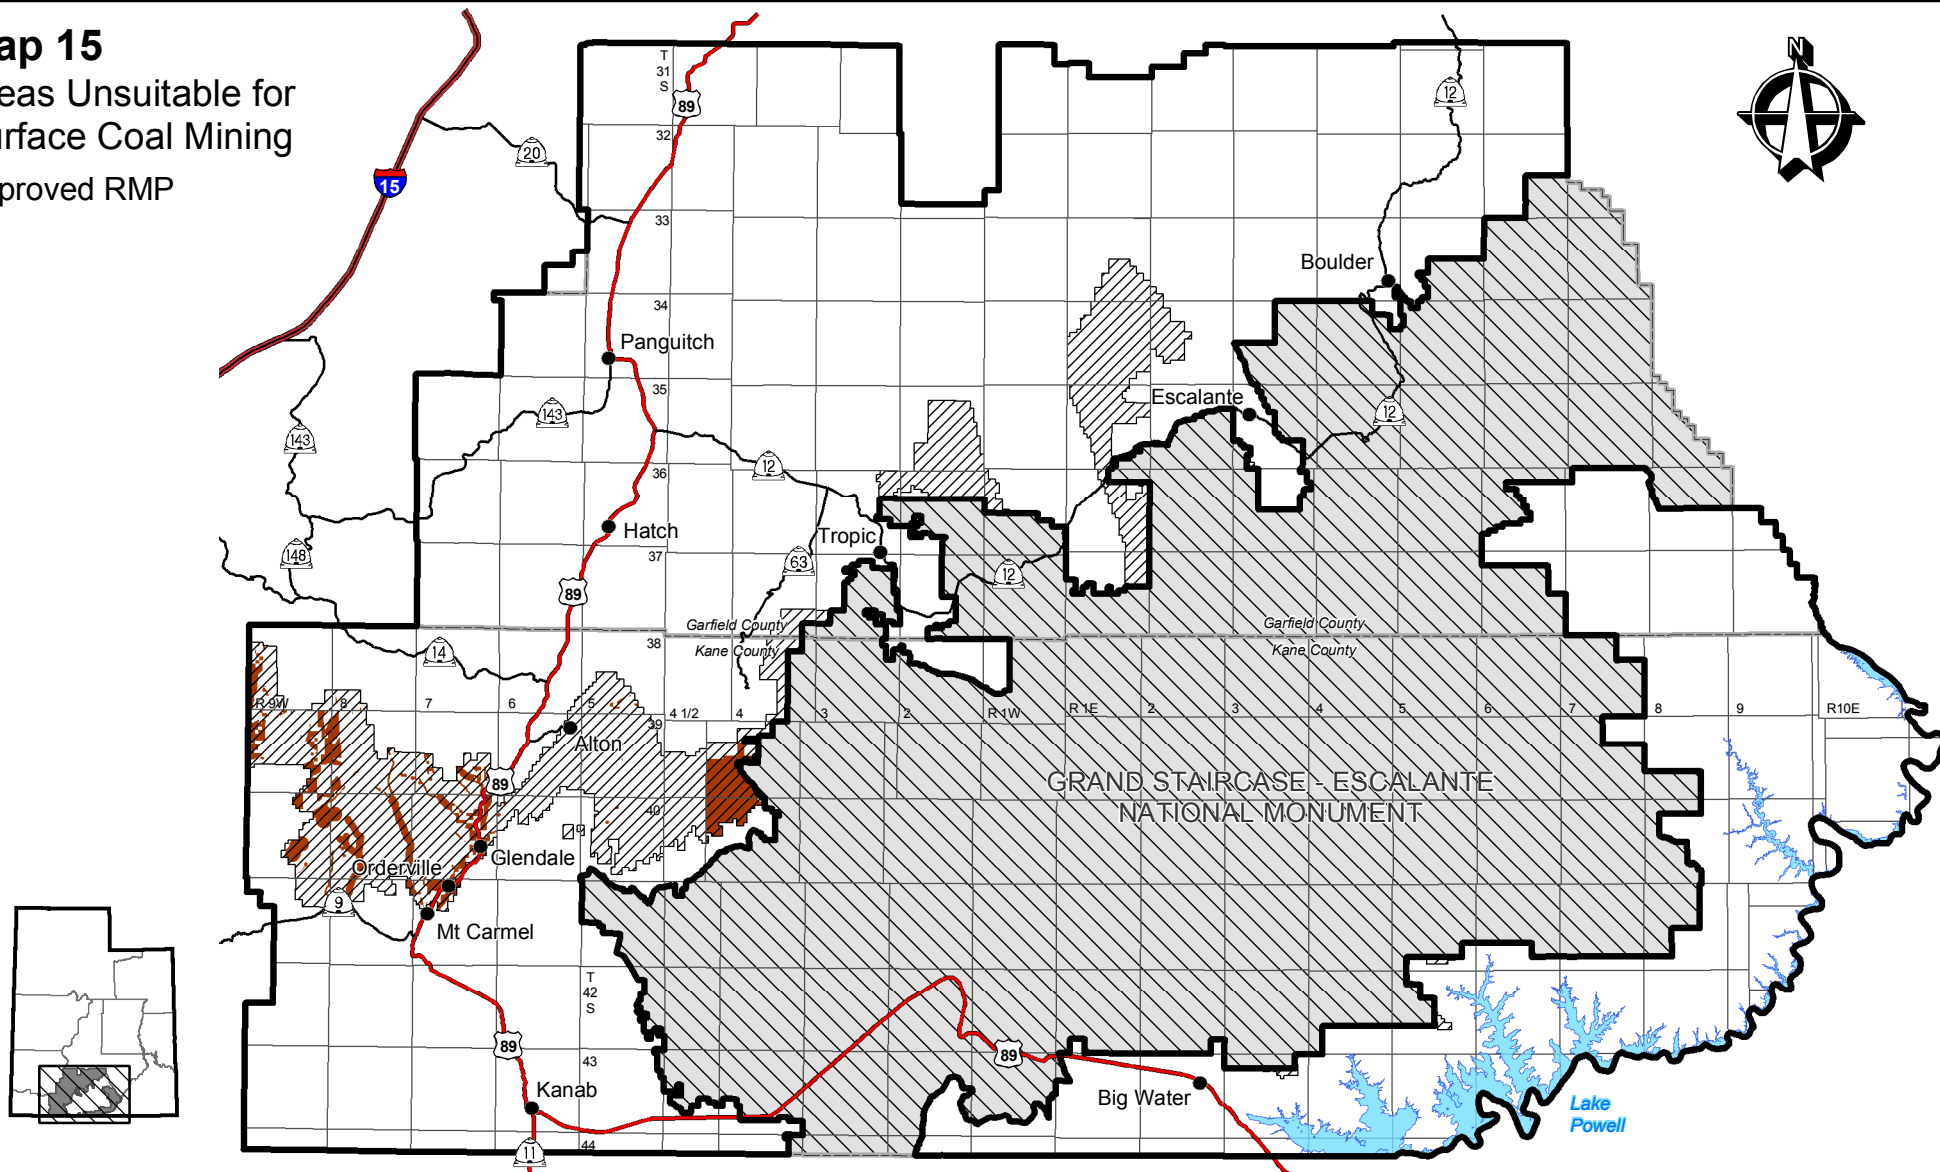 ap 15
eas Unsuitable for
urface Coal Mining
proved RMP
N
T
31
S
89
12
32
20
15
33
Boulder
34
Panguitch
35
Escalante
143
12
143
12
36
Hatch
Tropic
37
148
63
12
89
Garfield County
Kane County
Garfield County
Kane County
38
14
R 9W
8
7
6
5
4 1/2
4
3
2
R 1W
R 1E
2
3
4
5
6
7
8
9
R10E
39
Alton
89
GRAND STAIRCASE - ESCALANTE
NATIONAL MONUMENT
40
Glendale
Orderville
9
Mt Carmel
T
42
S
89
43
89
Kanab
Big Water
Lake
Powell
44
11